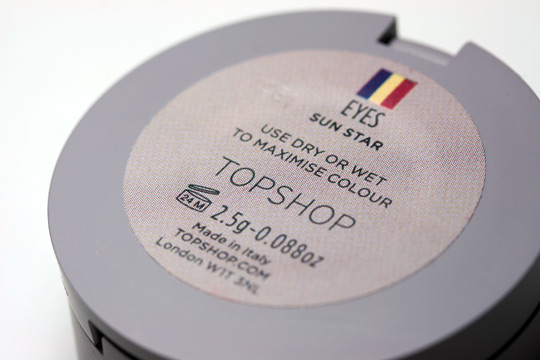 EYES
SUN STAR
USE DRY OR WET
TO MAXIMISE COLOUR
TOPSHOP
24 M 2.5g-0.088oz
Made in Italy
TOPSHOP.COM
London W1T 3NL